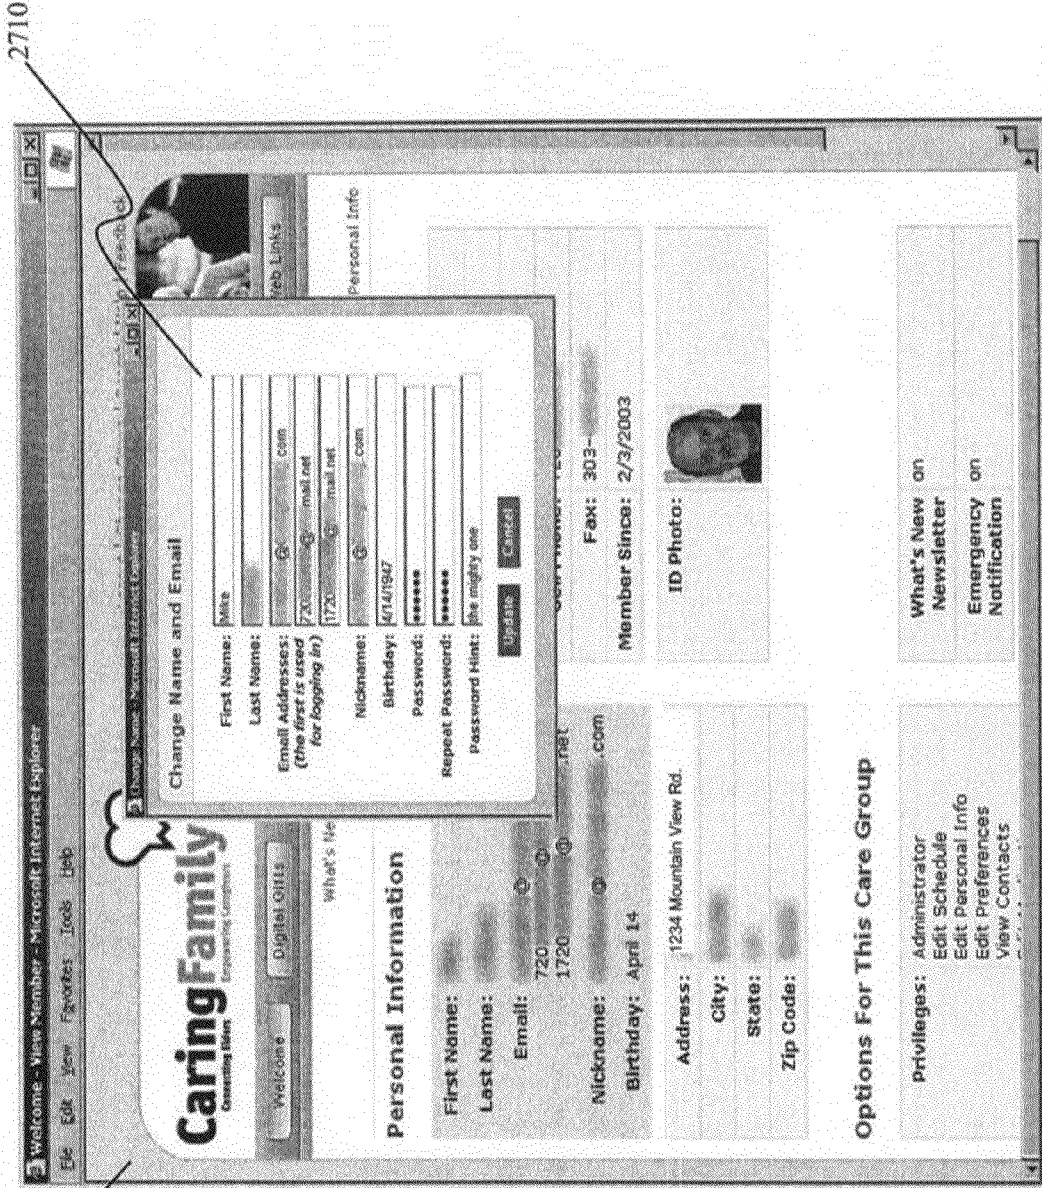 2710
Welcome - View Member - Microsoft Internet Explorer
File Edit View Favorites Tools Help
Feedback
CaringFamily
Connecting Elders Empowering Caregivers
Welcome
Digital Gifts
Web Links
What's Ne
Personal Info
Personal Information
First Name:
Last Name:
Email: @
720 @
1720 @ .net
Nickname: @ .com
Birthday: April 14
Fax: 303-
Member Since: 2/3/2003
Address: 1234 Mountain View Rd.
City:
State:
Zip Code:
ID Photo:
Options For This Care Group
Privileges: Administrator
Edit Schedule
Edit Personal Info
Edit Preferences
View Contacts
What's New Newsletter on
Emergency Notification on
Change Name - Microsoft Internet Explorer
Change Name and Email
First Name: Mike
Last Name:
Email Addresses: @ .com
(the first is used 720 @ mail.net
for logging in) 1720 @ mail.net
Nickname: @ .com
Birthday: 4/14/1947
Password: ••••••
Repeat Password: ••••••
Password Hint: the mighty one
Update Cancel